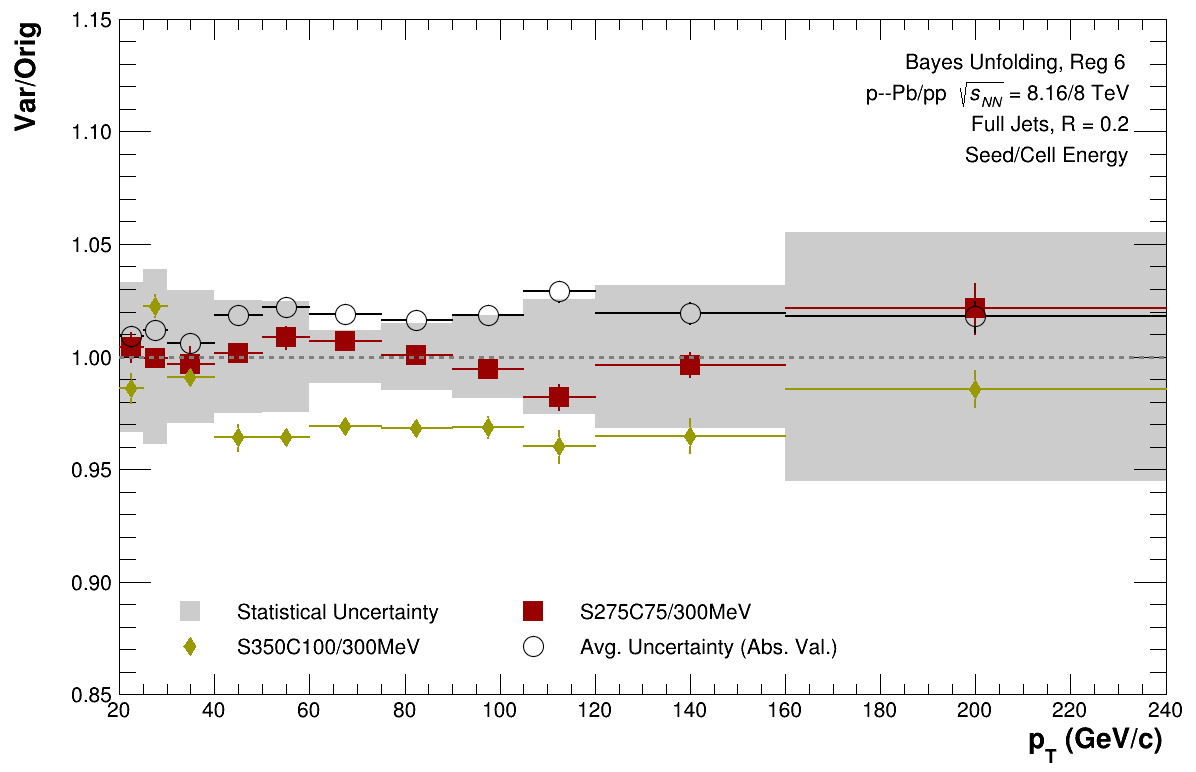 Var/Orig
1.15
1.10
1.05
1.00
0.95
0.90
0.85
Bayes Unfolding, Reg 6
p--Pb/pp √s_NN = 8.16/8 TeV
Full Jets, R = 0.2
Seed/Cell Energy
Statistical Uncertainty
S275C75/300MeV
S350C100/300MeV
Avg. Uncertainty (Abs. Val.)
20 40 60 80 100 120 140 160 180 200 220 240
p_T (GeV/c)